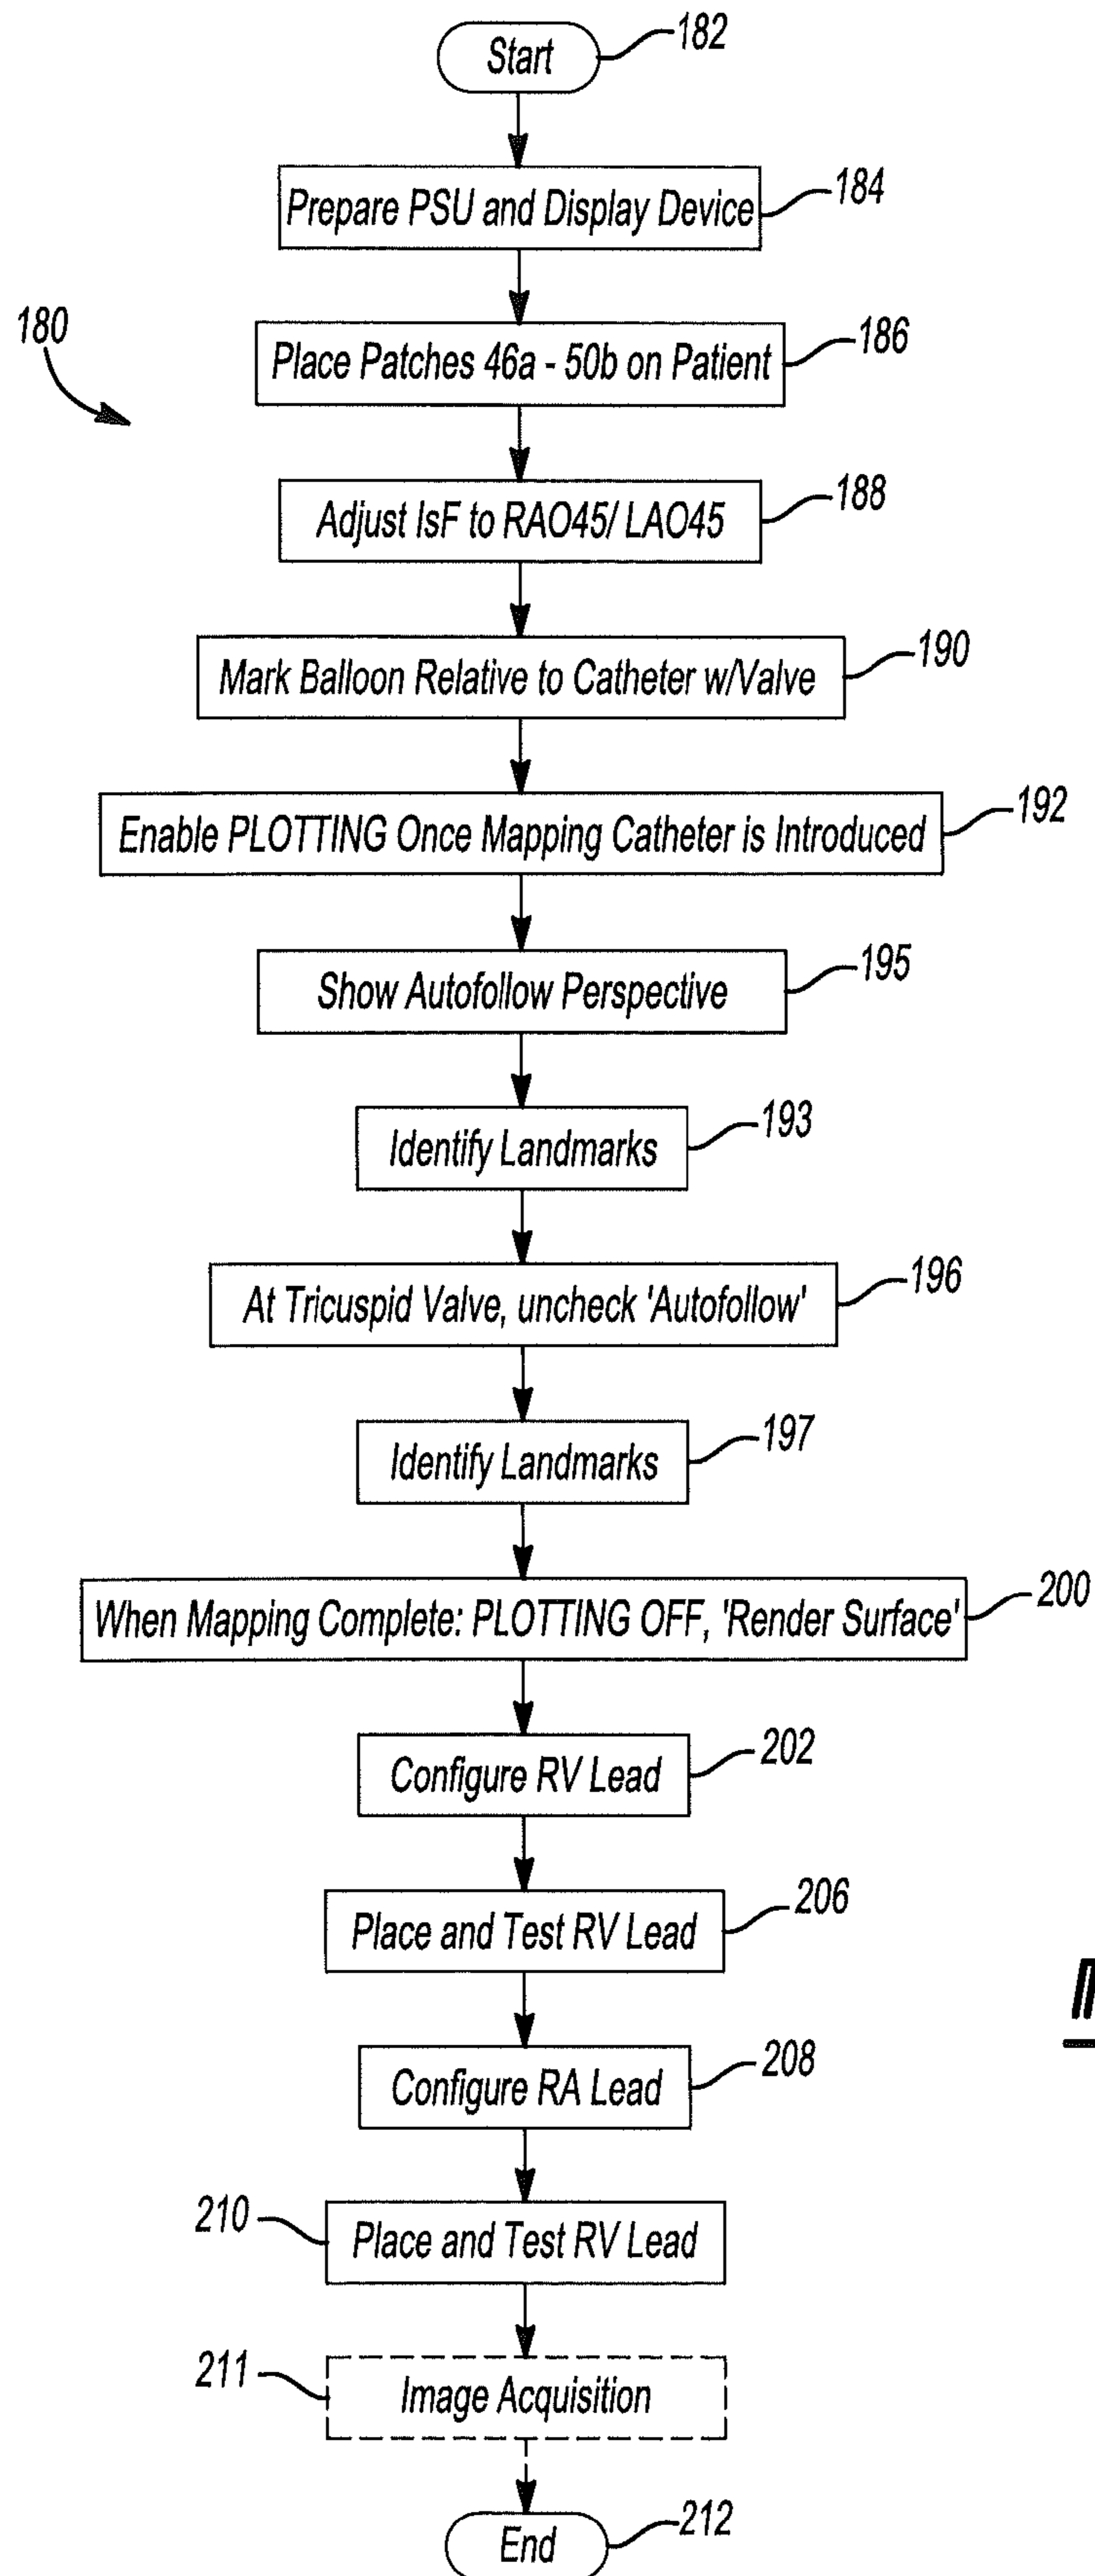 Start
182
Prepare PSU and Display Device
184
180
Place Patches 46a - 50b on Patient
186
Adjust IsF to RAO45/ LAO45
188
Mark Balloon Relative to Catheter w/Valve
190
Enable PLOTTING Once Mapping Catheter is Introduced
192
Show Autofollow Perspective
195
Identify Landmarks
193
At Tricuspid Valve, uncheck 'Autofollow'
196
Identify Landmarks
197
When Mapping Complete: PLOTTING OFF, 'Render Surface'
200
Configure RV Lead
202
Place and Test RV Lead
206
Configure RA Lead
208
210
Place and Test RV Lead
211
Image Acquisition
End
212